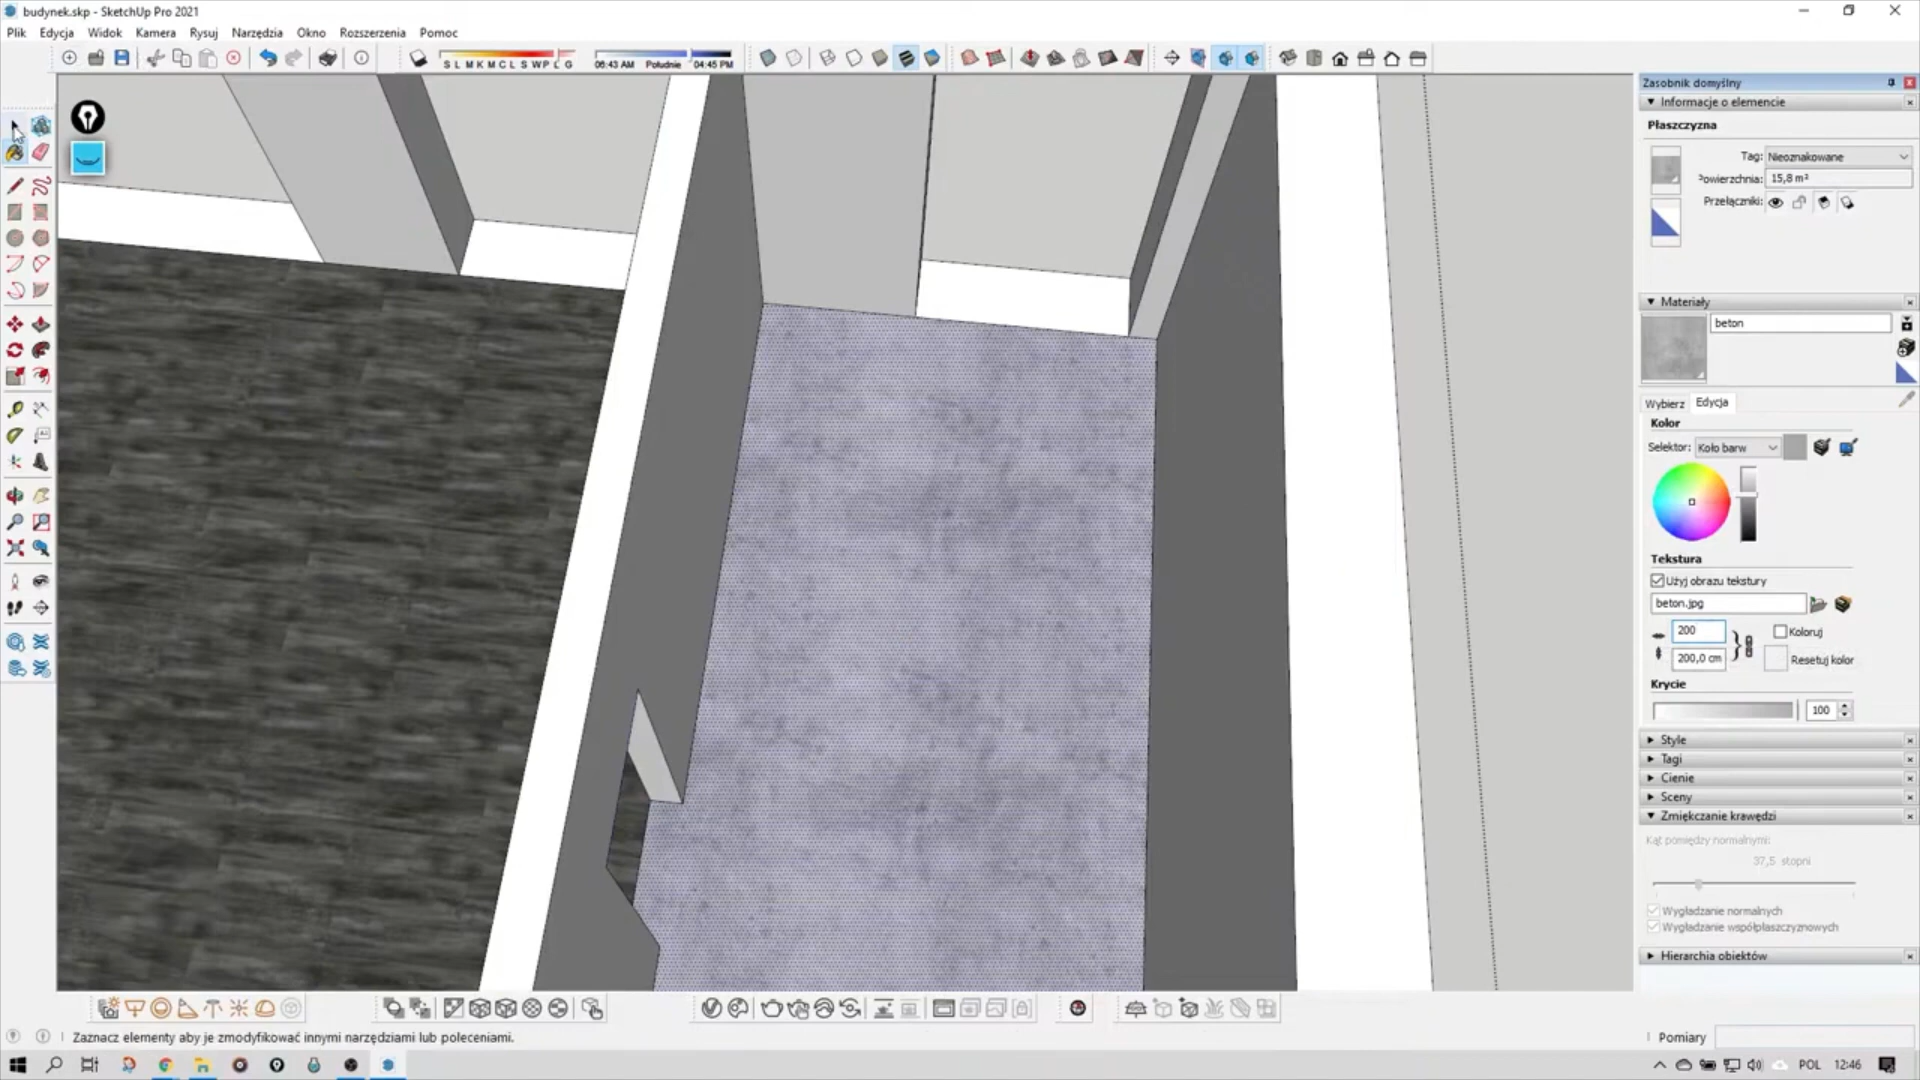 budynek.skp - SketchUp Pro 2021
Plik Edycja Widok Kamera Rysuj Narzędzia Okno Rozszerzenia Pomoc
S L M K M C L S W P L G
06:43 AM Południe 04:45 PM
Zasobnik domyślny
Informacje o elemencie
Płaszczyzna
Tag: Nieoznakowane
Powierzchnia: 15,8 m²
Przełączniki:
Materiały
beton
Wybierz Edycja
Kolor
Selektor: Koło barw
Tekstura
Użyj obrazu tekstury
beton.jpg
200
Koloruj
200,0 cm
Resetuj kolor
Krycie
100
Style
Tagi
Cienie
Sceny
Zmiękczanie krawędzi
Kąt pomiędzy normalnymi:
37,5 stopni
Wygładzanie normalnych
Wygładzanie współpłaszczyznowych
Hierarchia obiektów
Zaznacz elementy aby je zmodyfikować innymi narzędziami lub poleceniami.
Pomiary
POL 12:46